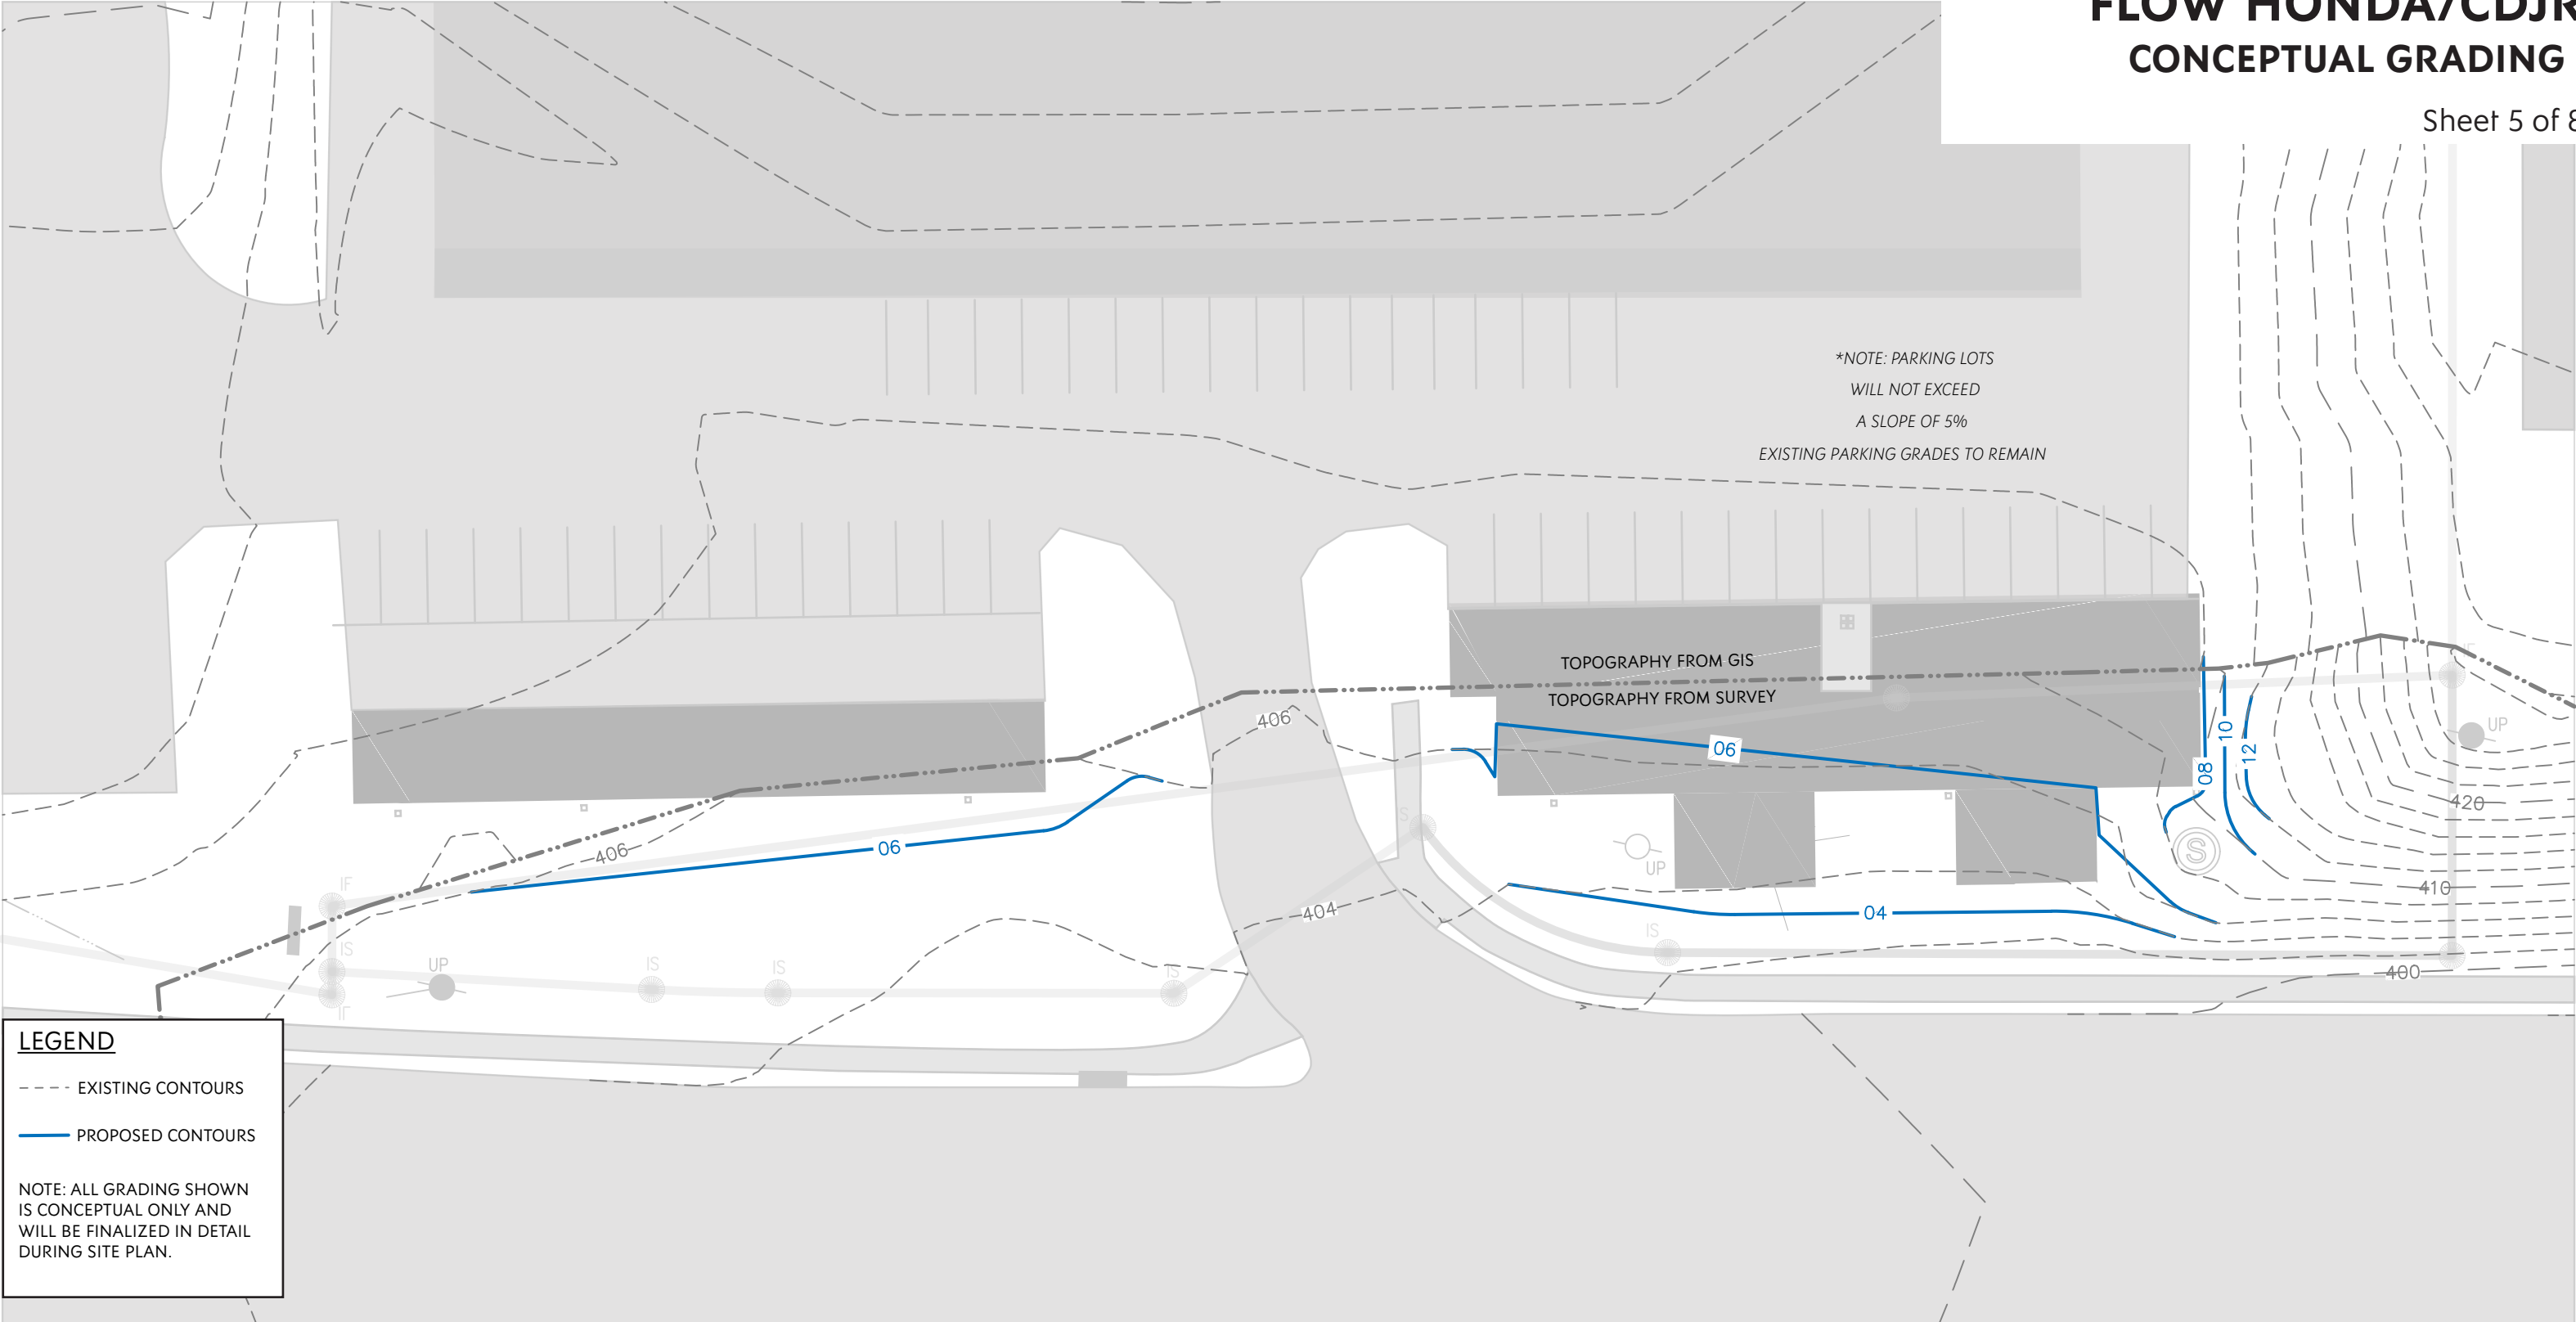 FLOW HONDA/CDJR
CONCEPTUAL GRADING
Sheet 5 of 8
*NOTE: PARKING LOTS
WILL NOT EXCEED
A SLOPE OF 5%
EXISTING PARKING GRADES TO REMAIN
TOPOGRAPHY FROM GIS
TOPOGRAPHY FROM SURVEY
406
06
10
12
08
UP
420
406
06
S
UP
S
410
IF
404
04
IS
IS
UP
IS
IS
IS
400
LEGEND
EXISTING CONTOURS
PROPOSED CONTOURS
NOTE: ALL GRADING SHOWN
IS CONCEPTUAL ONLY AND
WILL BE FINALIZED IN DETAIL
DURING SITE PLAN.